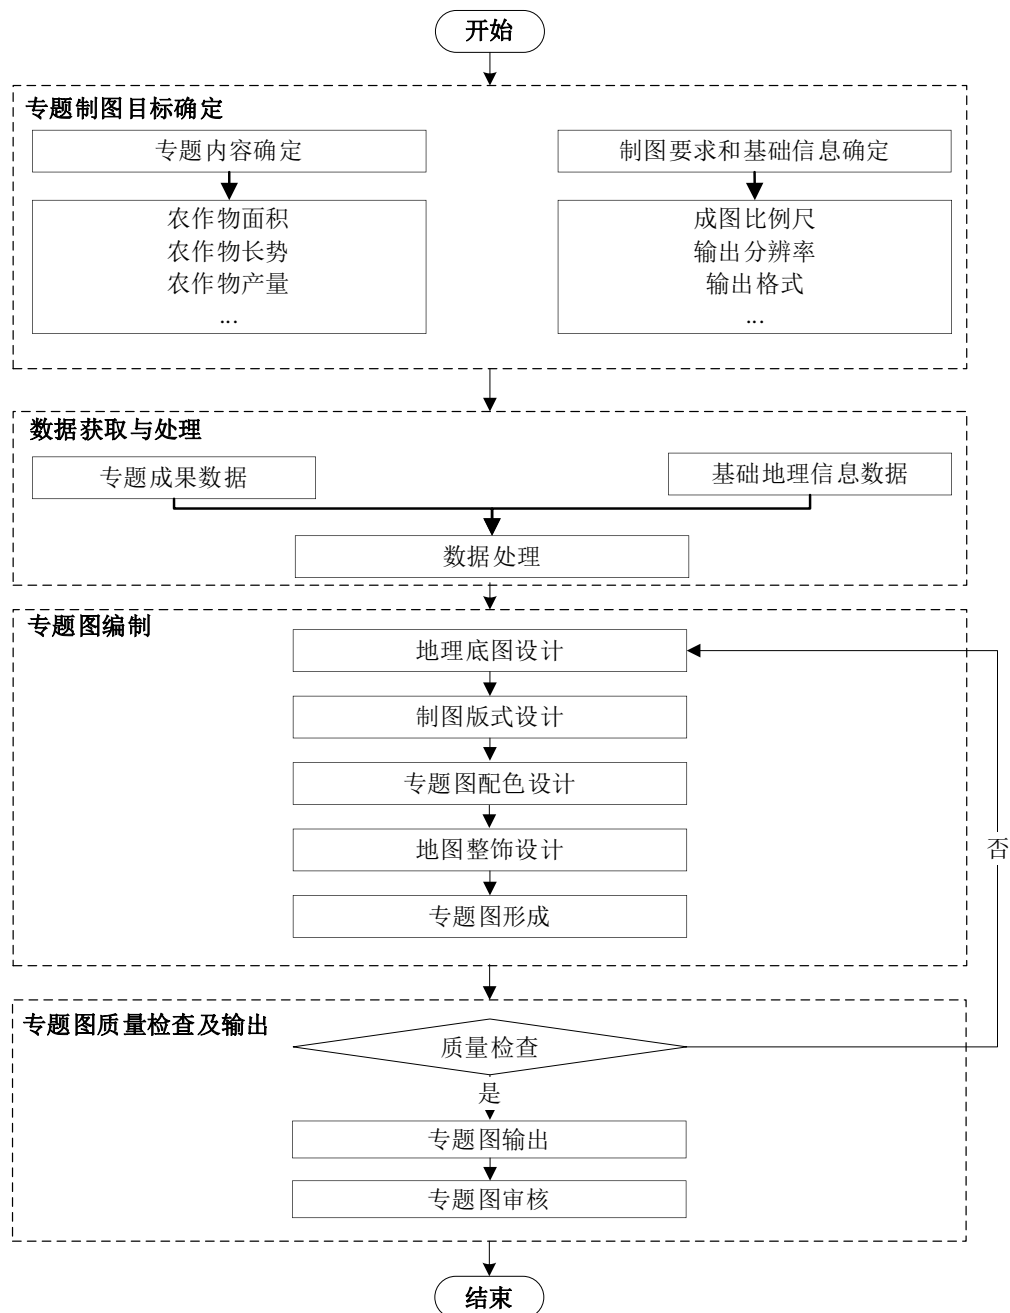 开始
专题制图目标确定
专题内容确定
制图要求和基础信息确定
农作物面积
农作物长势
农作物产量
...
成图比例尺
输出分辨率
输出格式
...
数据获取与处理
专题成果数据
基础地理信息数据
数据处理
专题图编制
地理底图设计
制图版式设计
专题图配色设计
地图整饰设计
专题图形成
否
专题图质量检查及输出
质量检查
是
专题图输出
专题图审核
结束